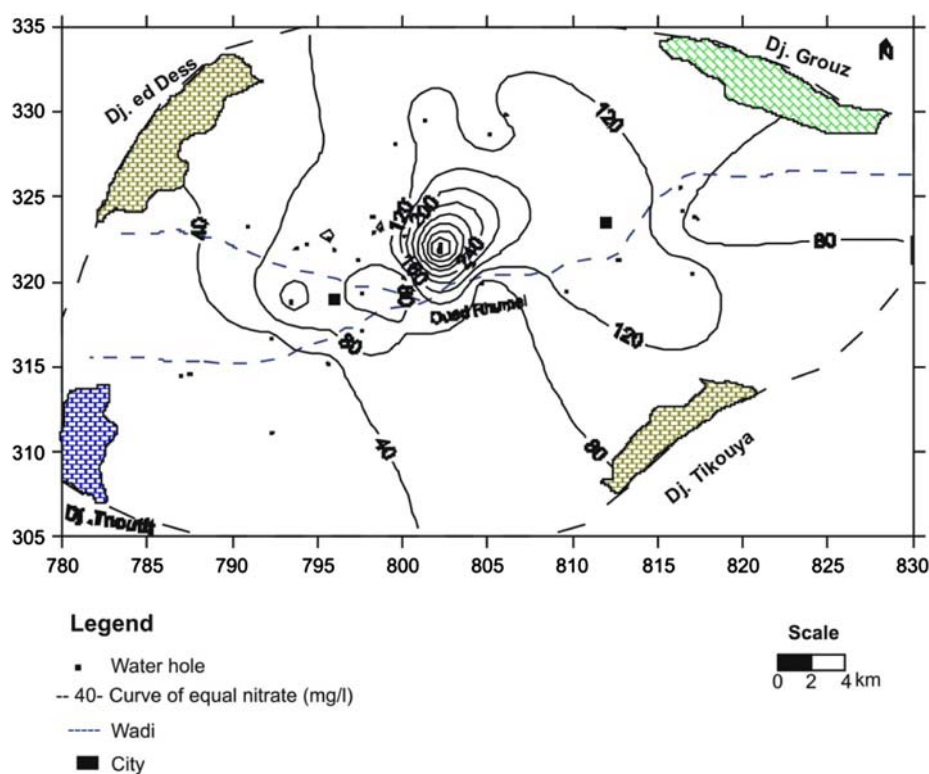 335
330
325
320
315
310
305
780 785 790 795 800 805 810 815 820 825 830
Dj. ed Dess
Dj. Grouz
N
120
40
120
200
160
240
80
80
Oued Rhumel
120
80
40
80
Dj. Tikouya
Legend
Water hole
-- 40- Curve of equal nitrate (mg/l)
Wadi
City
Scale
0 2 4 km